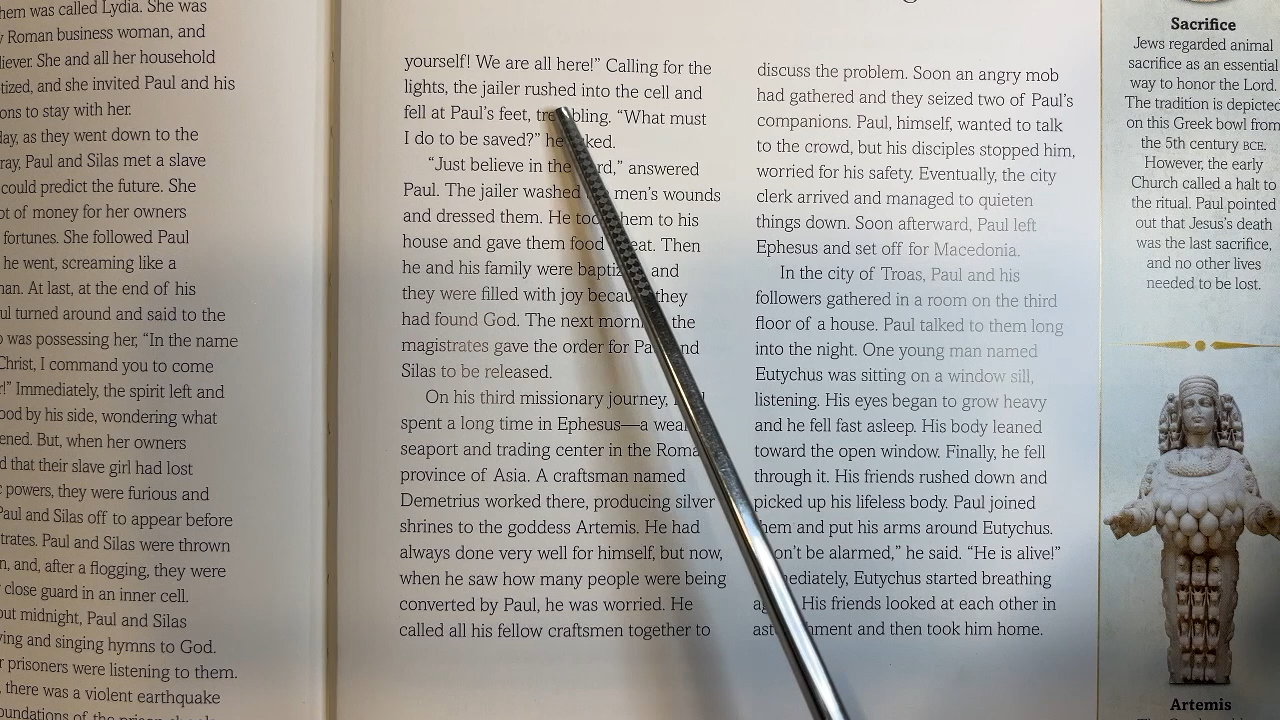 hem was called Lydia. She was
Roman business woman, and
liever. She and all her household
tized, and she invited Paul and his
ons to stay with her.
day, as they went down to the
ray, Paul and Silas met a slave
could predict the future. She
ot of money for her owners
fortunes. She followed Paul
he went, screaming like a
man. At last, at the end of his
ul turned around and said to the
was possessing her, “In the name
Christ, I command you to come
!” Immediately, the spirit left and
ood by his side, wondering what
ened. But, when her owners
d that their slave girl had lost
powers, they were furious and
Paul and Silas off to appear before
trates. Paul and Silas were thrown
n, and, after a flogging, they were
close guard in an inner cell.
out midnight, Paul and Silas
ying and singing hymns to God.
r prisoners were listening to them.
there was a violent earthquake
yourself! We are all here!” Calling for the
lights, the jailer rushed into the cell and
fell at Paul’s feet, tre bling. “What must
I do to be saved?” he ked.
“Just believe in the rd,” answered
Paul. The jailer washed men’s wounds
and dressed them. He took hem to his
house and gave them food eat. Then
he and his family were baptiz and
they were filled with joy becau they
had found God. The next morn the
magistrates gave the order for Pa nd
Silas to be released.
On his third missionary journey,
spent a long time in Ephesus—a weal
seaport and trading center in the Roma
province of Asia. A craftsman named
Demetrius worked there, producing silver
shrines to the goddess Artemis. He had
always done very well for himself, but now,
when he saw how many people were being
converted by Paul, he was worried. He
called all his fellow craftsmen together to
discuss the problem. Soon an angry mob
had gathered and they seized two of Paul’s
companions. Paul, himself, wanted to talk
to the crowd, but his disciples stopped him,
worried for his safety. Eventually, the city
clerk arrived and managed to quieten
things down. Soon afterward, Paul left
Ephesus and set off for Macedonia.
In the city of Troas, Paul and his
followers gathered in a room on the third
floor of a house. Paul talked to them long
into the night. One young man named
Eutychus was sitting on a window sill,
listening. His eyes began to grow heavy
and he fell fast asleep. His body leaned
toward the open window. Finally, he fell
through it. His friends rushed down and
picked up his lifeless body. Paul joined
hem and put his arms around Eutychus.
on’t be alarmed,” he said. “He is alive!”
ediately, Eutychus started breathing
ag His friends looked at each other in
ast hment and then took him home.
Sacrifice
Jews regarded animal
sacrifice as an essential
way to honor the Lord.
The tradition is depicted
on this Greek bowl from
the 5th century BCE.
However, the early
Church called a halt to
the ritual. Paul pointed
out that Jesus’s death
was the last sacrifice,
and no other lives
needed to be lost.
Artemis